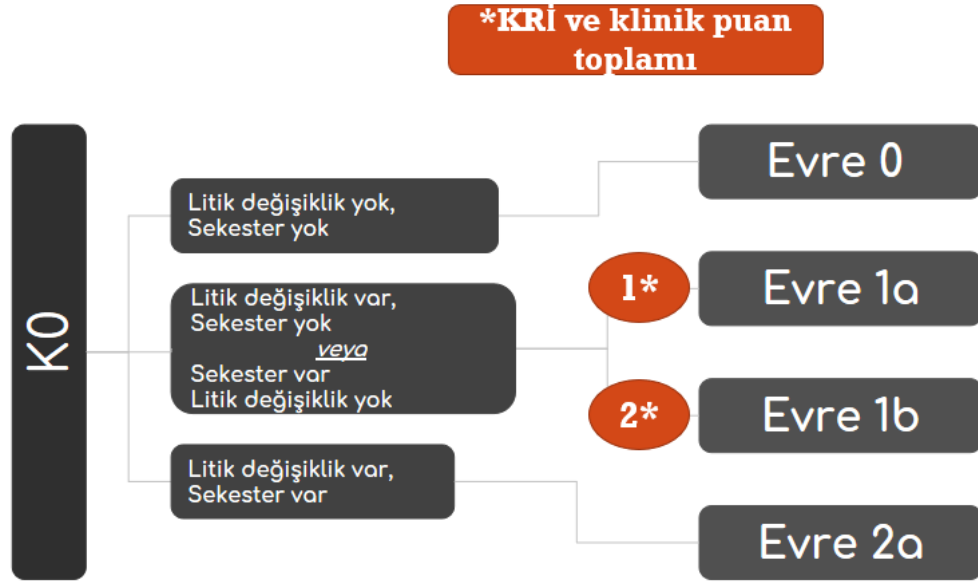 *KRİ ve klinik puan
toplamı
K0
Litik değişiklik yok,
Sekester yok
Litik değişiklik var,
Sekester yok
veya
Sekester var
Litik değişiklik yok
Litik değişiklik var,
Sekester var
1*
2*
Evre 0
Evre 1a
Evre 1b
Evre 2a